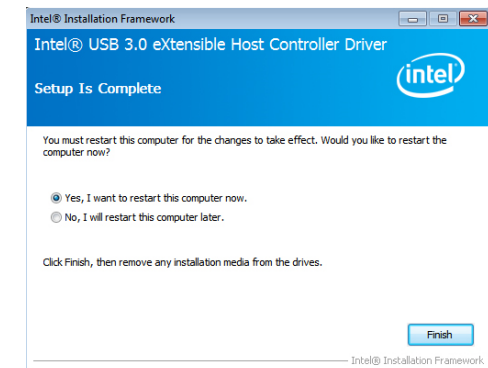 Intel® Installation Framework
Intel® USB 3.0 eXtensible Host Controller Driver
Setup Is Complete
intel®
You must restart this computer for the changes to take effect. Would you like to restart the
computer now?
Yes, I want to restart this computer now.
No, I will restart this computer later.
Click Finish, then remove any installation media from the drives.
Finish
Intel® Installation Framework